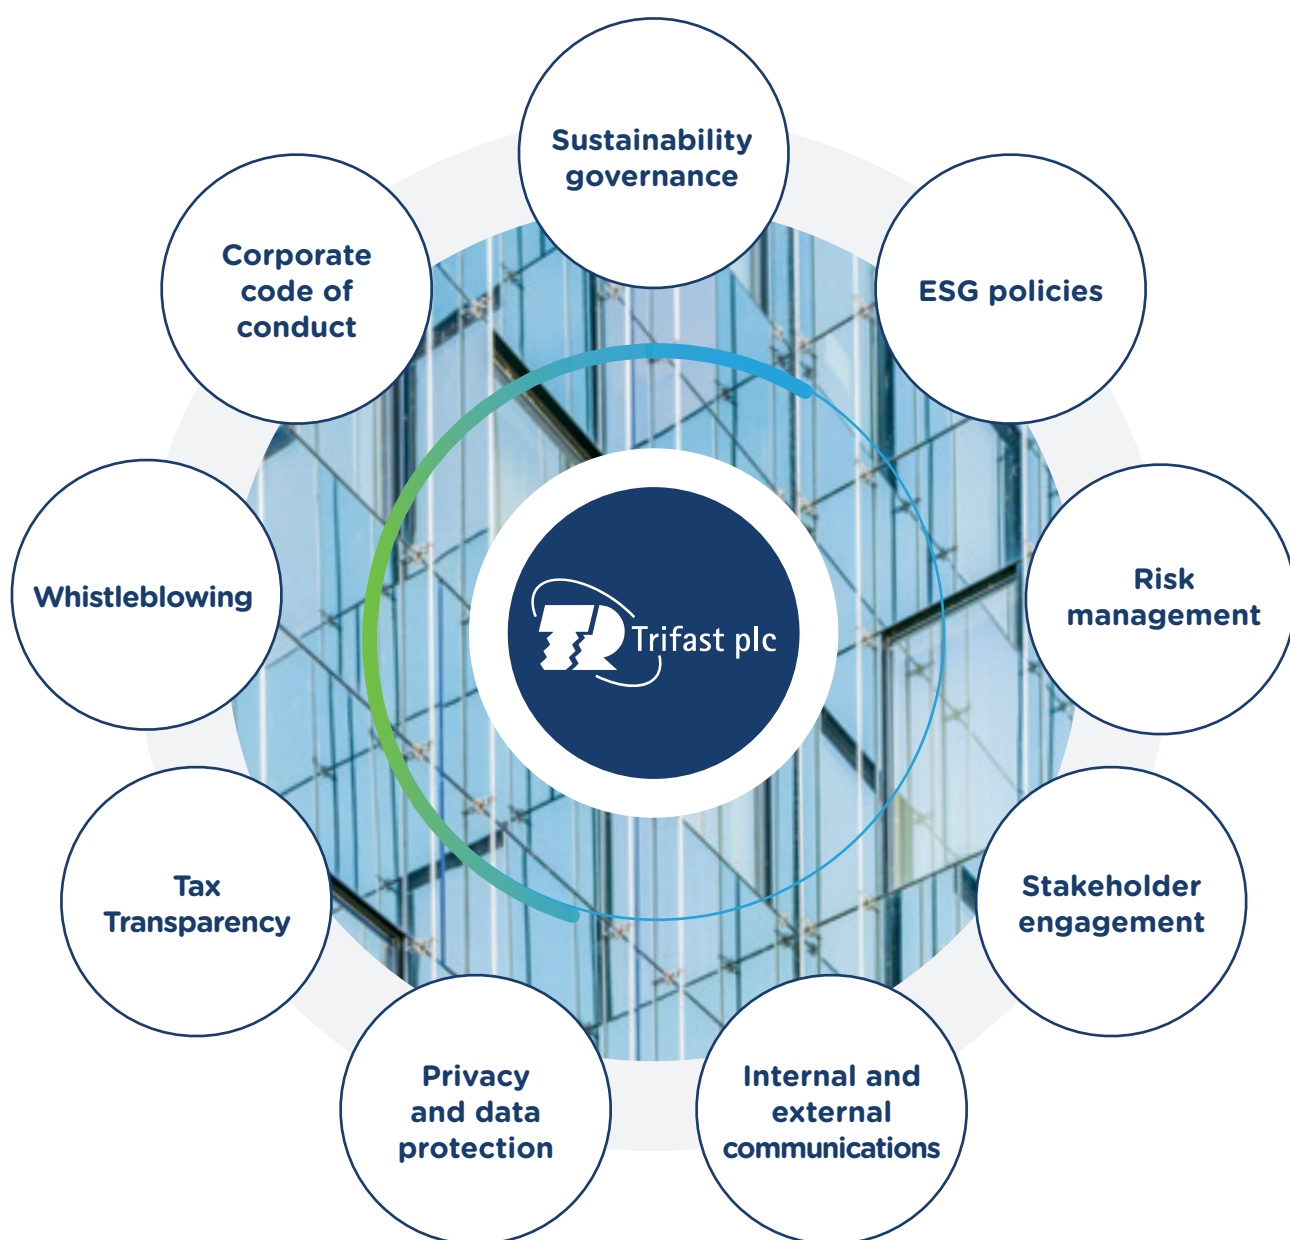 Sustainability
governance
ESG policies
Risk
management
Stakeholder
engagement
Internal and
external
communications
Privacy
and data
protection
Tax
Transparency
Whistleblowing
Corporate
code of
conduct
TR Trifast plc